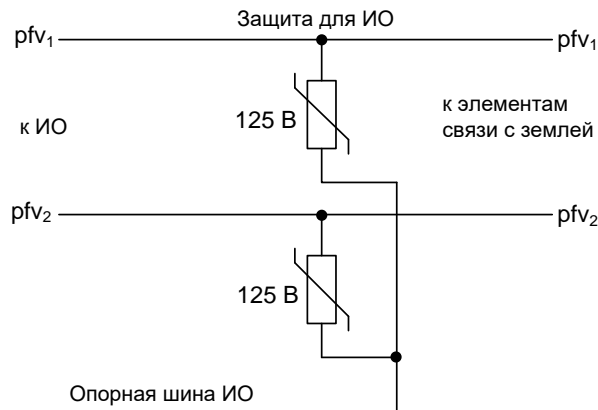 Защита для ИО
pfv₁
pfv₁
125 В
к ИО
к элементам
связи с землей
pfv₂
pfv₂
125 В
Опорная шина ИО